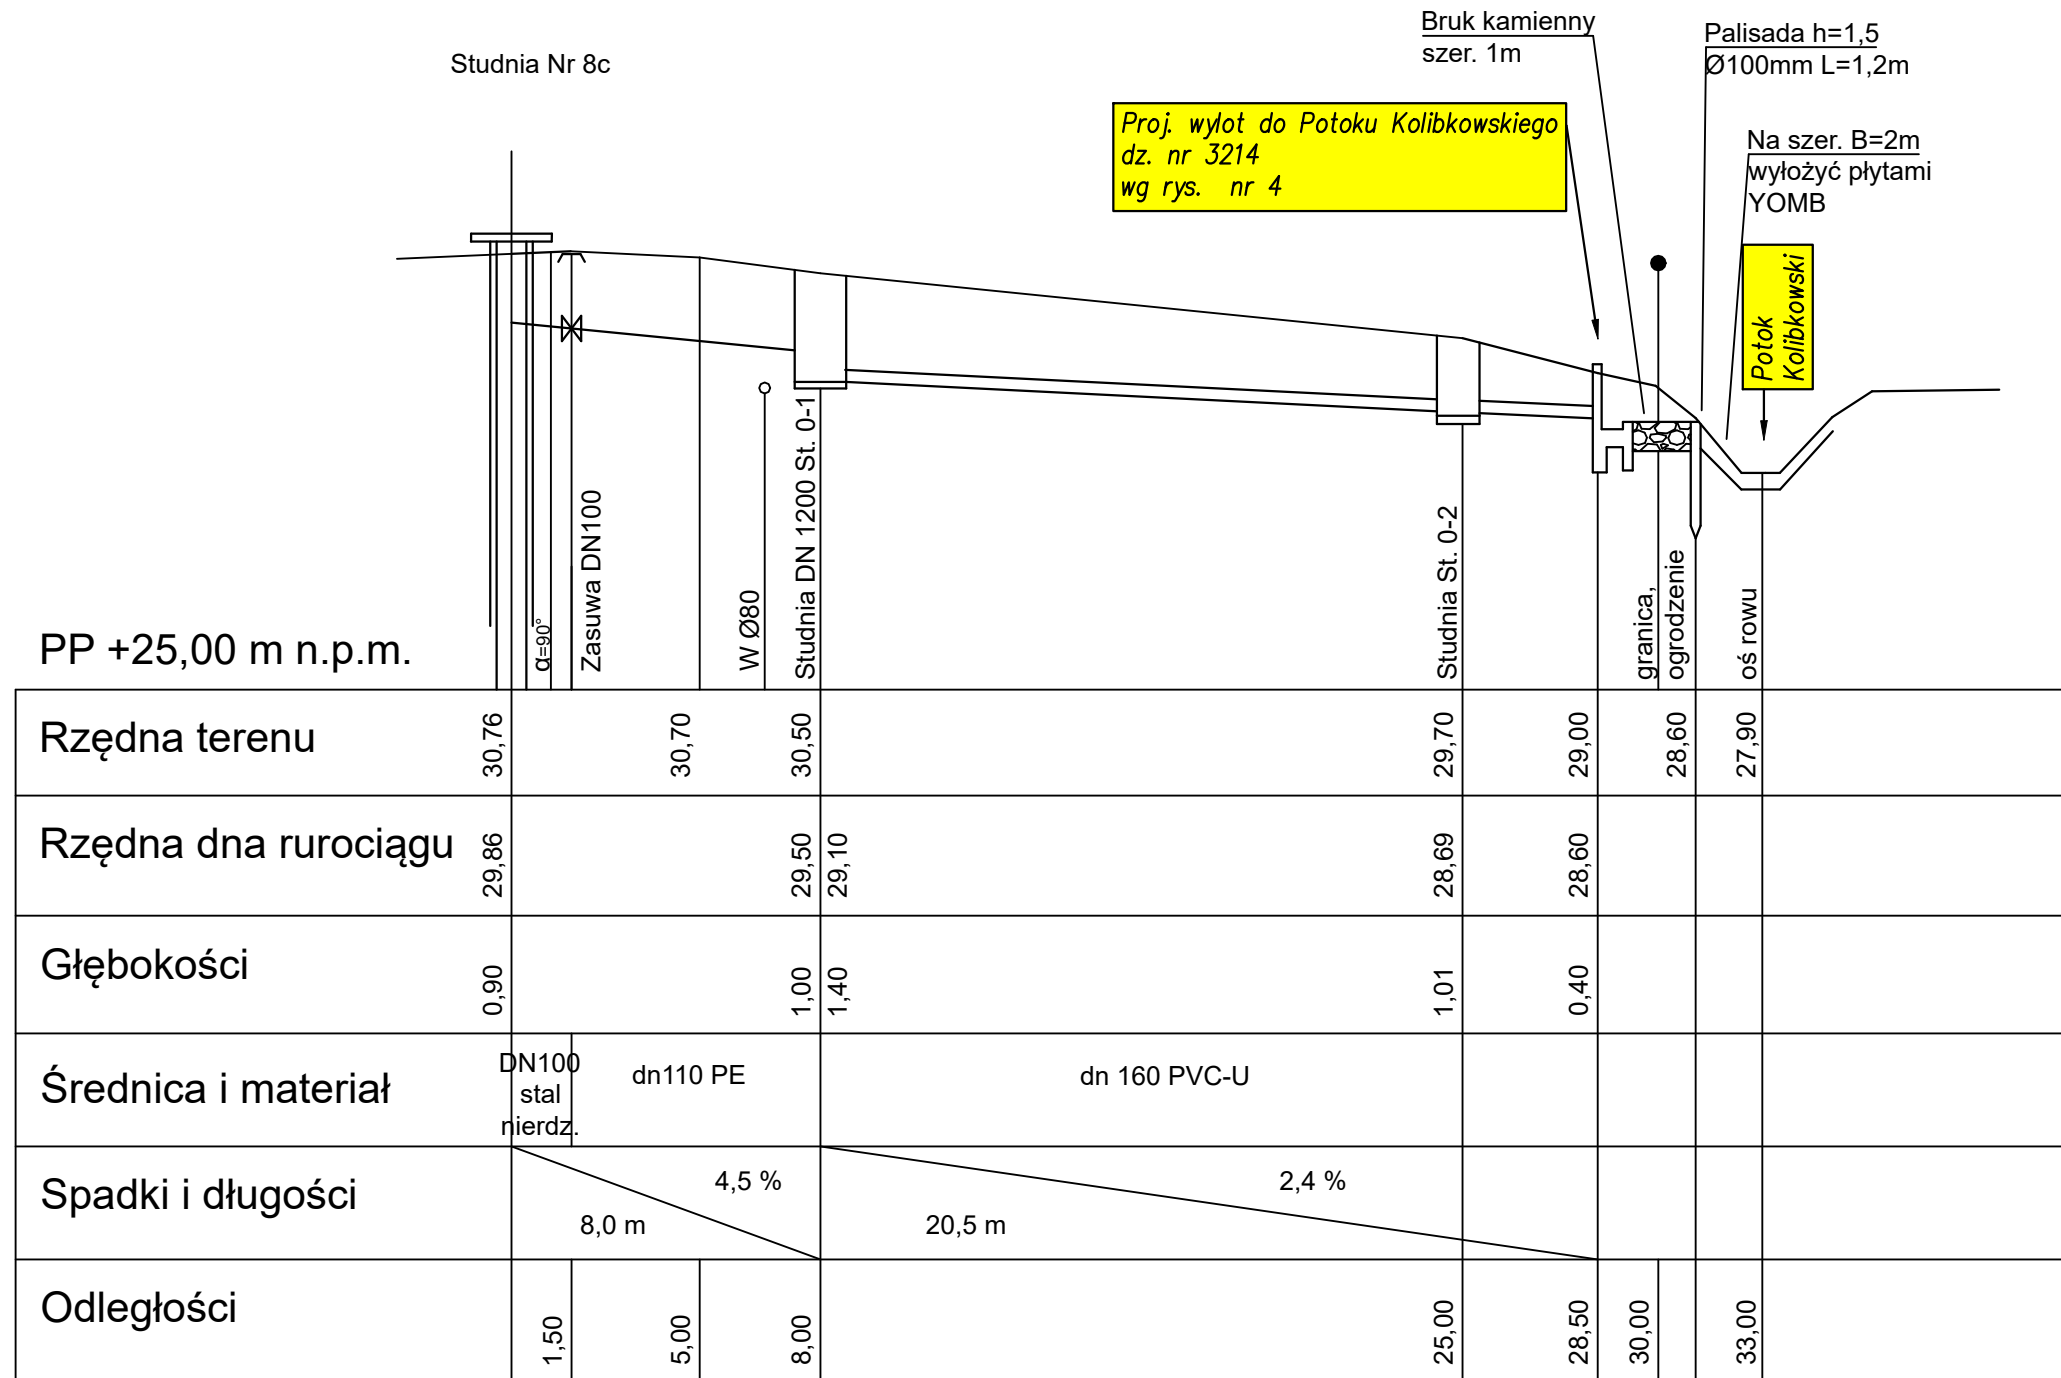 Bruk kamienny
szer. 1m
Palisada h=1,5
Ø100mm L=1,2m
Studnia Nr 8c
Proj. wylot do Potoku Kolibkowskiego
dz. nr 3214
wg rys. nr 4
Na szer. B=2m
wyłożyć płytami
YOMB
Potok
Kolibkowski
α=90°
Zasuwa DN100
W Ø80
Studnia DN 1200 St. 0-1
Studnia St. 0-2
granica,
ogrodzenie
oś rowu
PP +25,00 m n.p.m.
Rzędna terenu
30,76
30,70
30,50
29,70
29,00
28,60
27,90
Rzędna dna rurociągu
29,86
29,50
29,10
28,69
28,60
Głębokości
0,90
1,00
1,40
1,01
0,40
Średnica i materiał
DN100
stal
nierdz.
dn110 PE
dn 160 PVC-U
Spadki i długości
4,5 %
8,0 m
2,4 %
20,5 m
Odległości
1,50
5,00
8,00
25,00
28,50
30,00
33,00